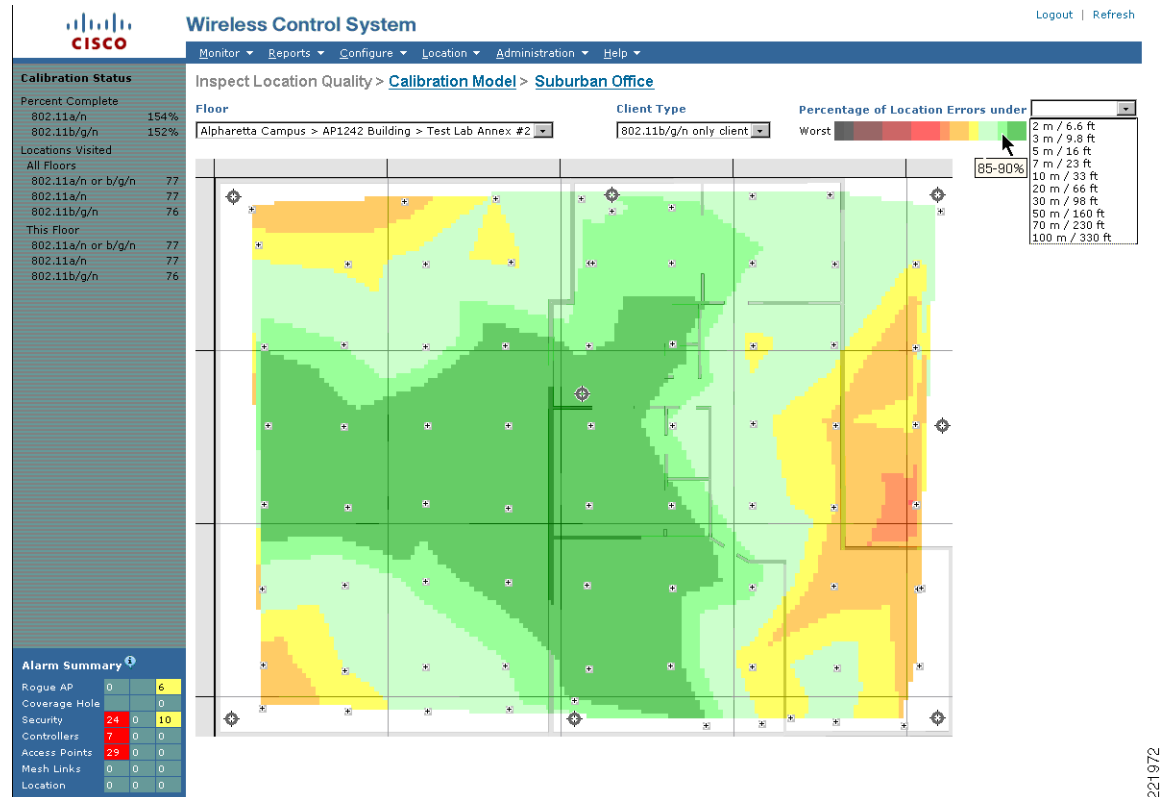 Logout | Refresh
CISCO
Wireless Control System
Monitor Reports Configure Location Administration Help
Calibration Status
Percent Complete
802.11a/n 154%
802.11b/g/n 152%
Locations Visited
All Floors
802.11a/n or b/g/n 77
802.11a/n 77
802.11b/g/n 76
This Floor
802.11a/n or b/g/n 77
802.11a/n 77
802.11b/g/n 76
Inspect Location Quality > Calibration Model > Suburban Office
Floor
Alpharetta Campus > AP1242 Building > Test Lab Annex #2
Client Type
802.11b/g/n only client
Percentage of Location Errors under
Worst
85-90%
2 m / 6.6 ft
3 m / 9.8 ft
5 m / 16 ft
7 m / 23 ft
10 m / 33 ft
20 m / 66 ft
30 m / 98 ft
50 m / 160 ft
70 m / 230 ft
100 m / 330 ft
Alarm Summary
Rogue AP 0 6
Coverage Hole 0
Security 24 0 10
Controllers 7 0 0
Access Points 29 0 0
Mesh Links 0 0 0
Location 0 0 0
221972